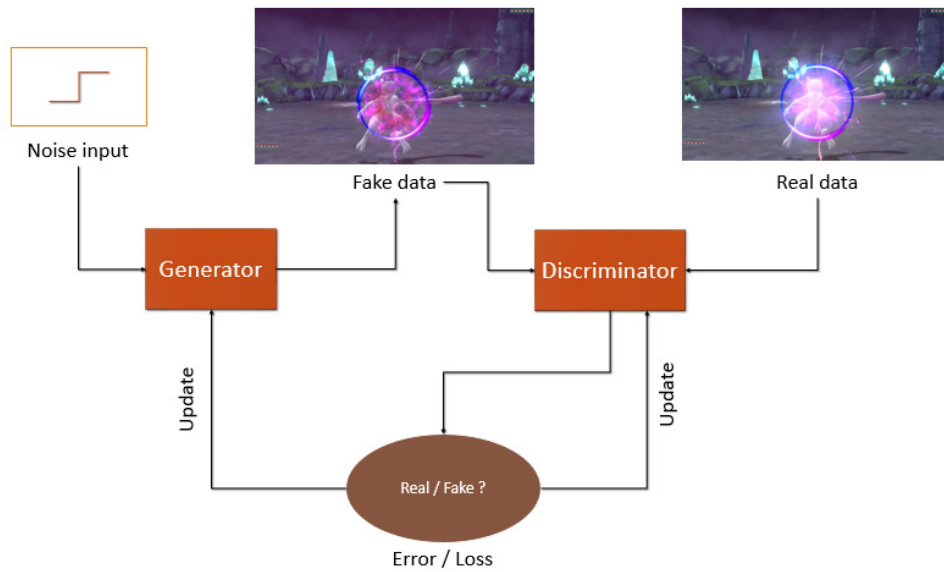 Noise input
Fake data
Real data
Generator
Discriminator
Update
Update
Real / Fake ?
Error / Loss